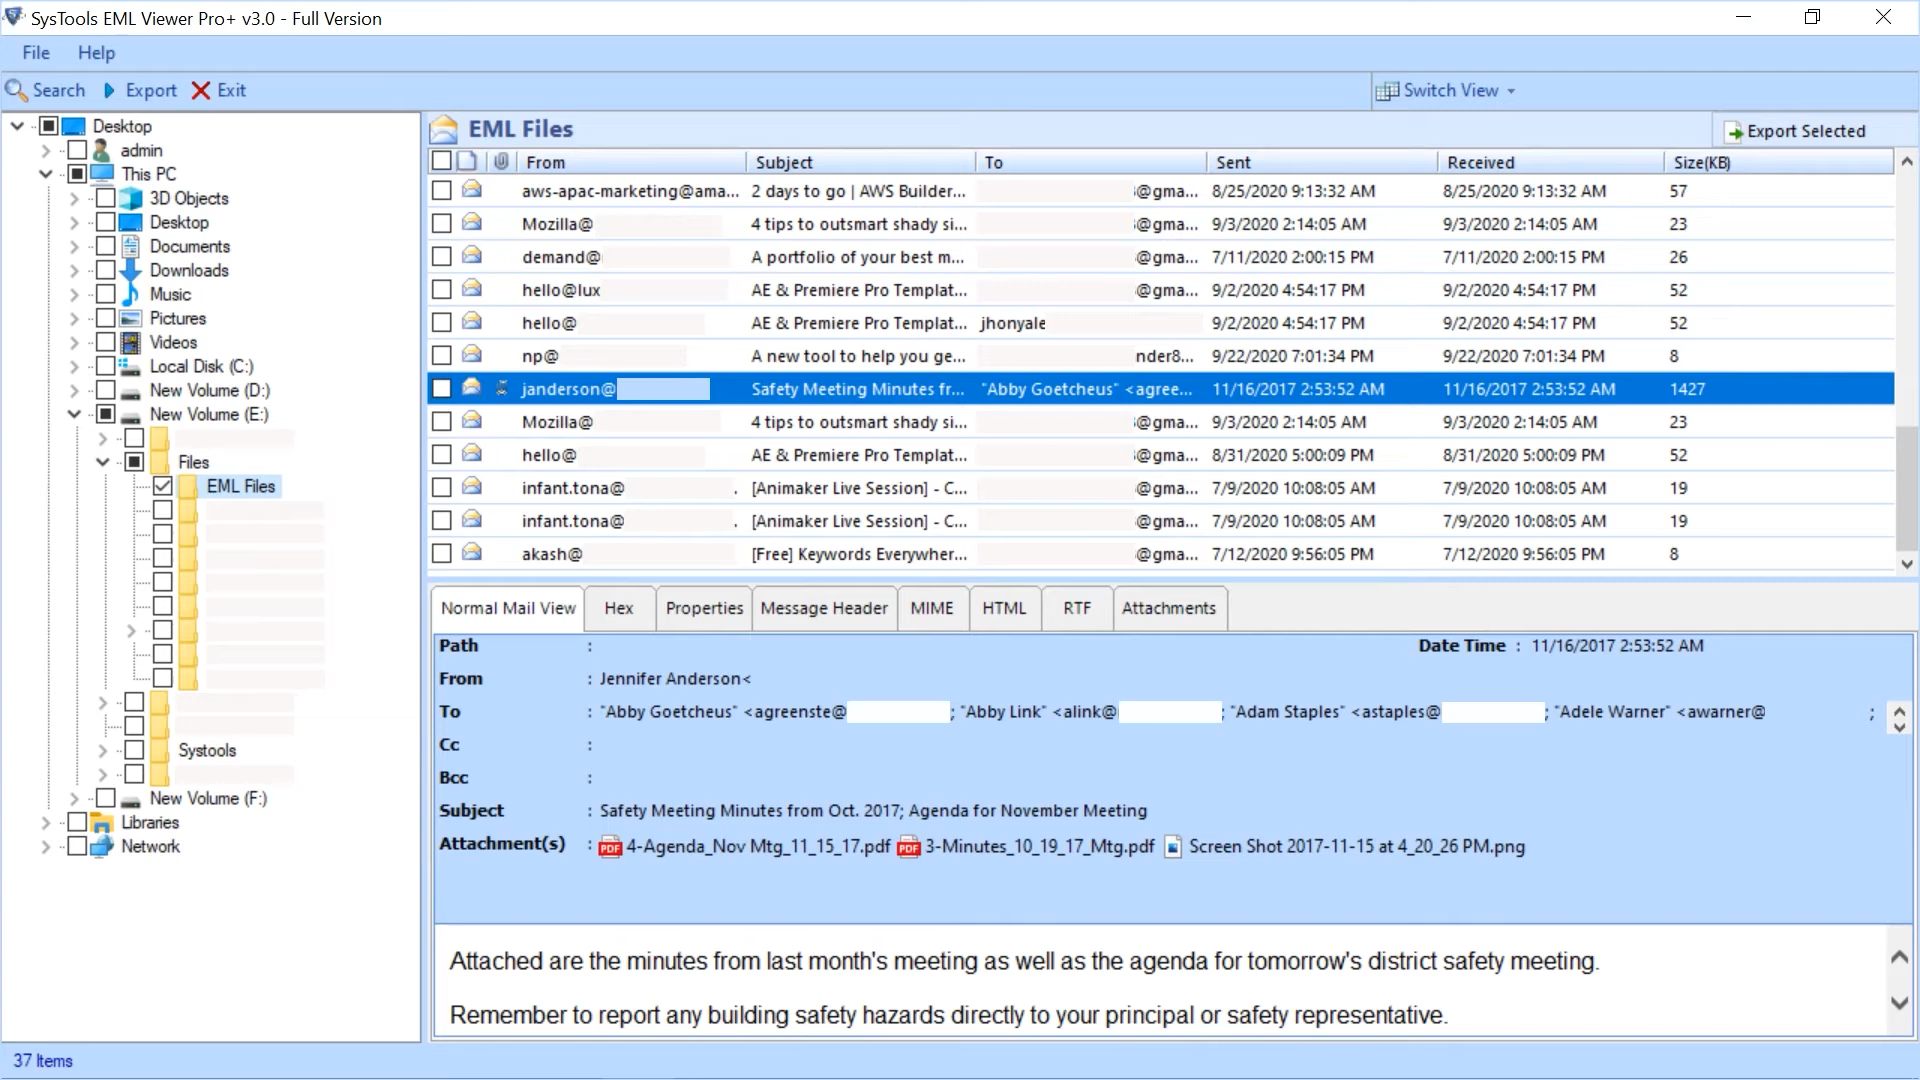 SysTools EML Viewer Pro+ v3.0 - Full Version
File Help
Search Export Exit Switch View
Desktop
admin
This PC
3D Objects
Desktop
Documents
Downloads
Music
Pictures
Videos
Local Disk (C:)
New Volume (D:)
New Volume (E:)
Files
EML Files
Systools
New Volume (F:)
Libraries
Network
EML Files
Export Selected
From Subject To Sent Received Size(KB)
aws-apac-marketing@ama... 2 days to go | AWS Builder... @gma... 8/25/2020 9:13:32 AM 8/25/2020 9:13:32 AM 57
Mozilla@ 4 tips to outsmart shady si... @gma... 9/3/2020 2:14:05 AM 9/3/2020 2:14:05 AM 23
demand@ A portfolio of your best m... @gma... 7/11/2020 2:00:15 PM 7/11/2020 2:00:15 PM 26
hello@lux AE & Premiere Pro Templat... @gma... 9/2/2020 4:54:17 PM 9/2/2020 4:54:17 PM 52
hello@ AE & Premiere Pro Templat... jhonyale 9/2/2020 4:54:17 PM 9/2/2020 4:54:17 PM 52
np@ A new tool to help you ge... nder8... 9/22/2020 7:01:34 PM 9/22/2020 7:01:34 PM 8
janderson@ Safety Meeting Minutes fr... "Abby Goetcheus" <agree... 11/16/2017 2:53:52 AM 11/16/2017 2:53:52 AM 1427
Mozilla@ 4 tips to outsmart shady si... @gma... 9/3/2020 2:14:05 AM 9/3/2020 2:14:05 AM 23
hello@ AE & Premiere Pro Templat... @gma... 8/31/2020 5:00:09 PM 8/31/2020 5:00:09 PM 52
infant.tona@ . [Animaker Live Session] - C... @gma... 7/9/2020 10:08:05 AM 7/9/2020 10:08:05 AM 19
infant.tona@ . [Animaker Live Session] - C... @gma... 7/9/2020 10:08:05 AM 7/9/2020 10:08:05 AM 19
akash@ [Free] Keywords Everywher... @gma... 7/12/2020 9:56:05 PM 7/12/2020 9:56:05 PM 8
Normal Mail View Hex Properties Message Header MIME HTML RTF Attachments
Path : Date Time : 11/16/2017 2:53:52 AM
From : Jennifer Anderson<
To : "Abby Goetcheus" <agreenste@ ; "Abby Link" <alink@ ; "Adam Staples" <astaples@ ; "Adele Warner" <awarner@ ;
Cc :
Bcc :
Subject : Safety Meeting Minutes from Oct. 2017; Agenda for November Meeting
Attachment(s) : PDF 4-Agenda_Nov Mtg_11_15_17.pdf PDF 3-Minutes_10_19_17_Mtg.pdf Screen Shot 2017-11-15 at 4_20_26 PM.png
Attached are the minutes from last month's meeting as well as the agenda for tomorrow's district safety meeting.
Remember to report any building safety hazards directly to your principal or safety representative.
37 Items